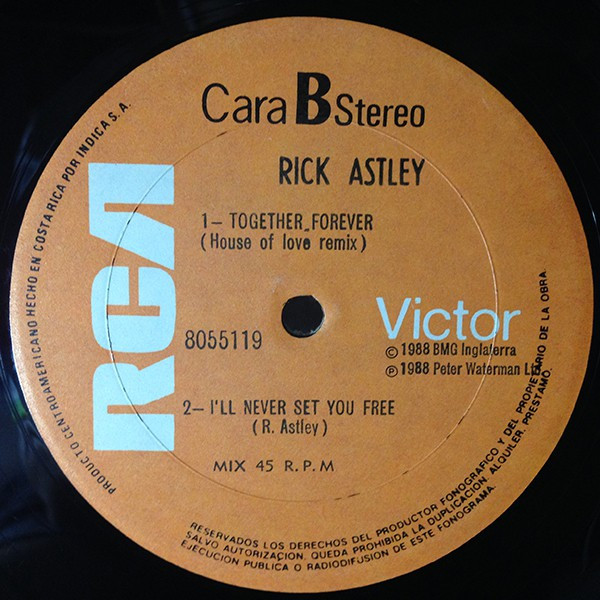 Cara B Stereo
RICK ASTLEY
1- TOGETHER_FOREVER
(House of love remix)
RCA
Victor
8055119
© 1988 BMG Inglaterra
℗ 1988 Peter Waterman
2- I'LL NEVER SET YOU FREE
(R. Astley)
MIX 45 R.P.M
PRODUCTO CENTROAMERICANO HECHO EN COSTA RICA POR INDICA S.A.
RESERVADOS LOS DERECHOS DEL PRODUCTOR FONOGRAFICO Y DEL PROPIETARIO DE LA OBRA.
SALVO AUTORIZACION. QUEDA PROHIBIDA LA DUPLICACION ALQUILER. PRESTAMO.
EJECUCION PUBLICA O RADIODIFUSION DE ESTE FONOGRAMA.